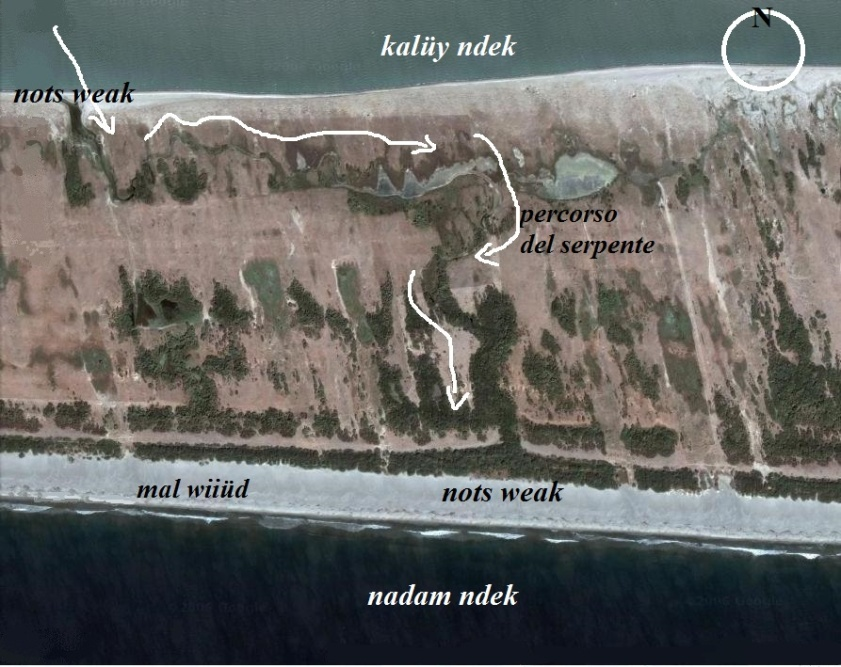 N
kalüy ndek
nots weak
percorso
del serpente
mal wiiüd
nots weak
nadam ndek